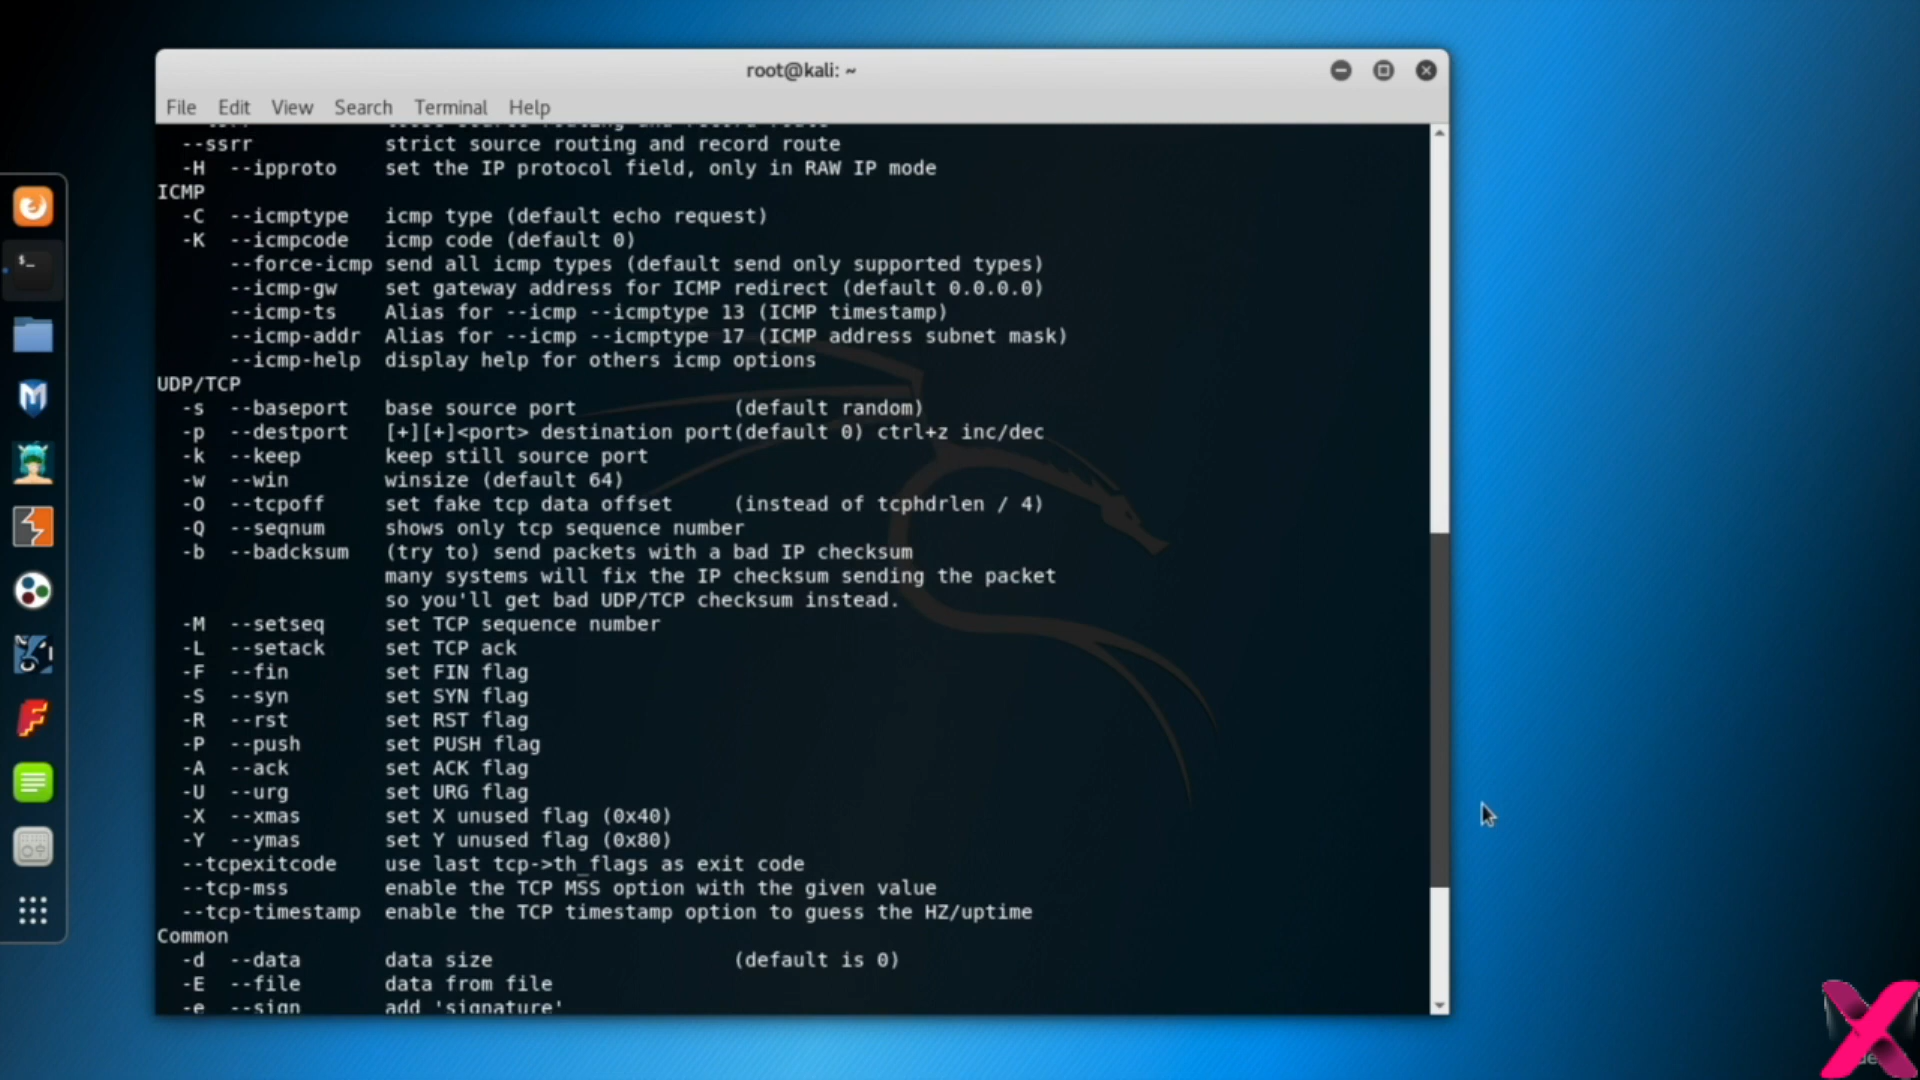 root@kali: ~
File Edit View Search Terminal Help
--ssrr strict source routing and record route
-H --ipproto set the IP protocol field, only in RAW IP mode
ICMP
-C --icmptype icmp type (default echo request)
-K --icmpcode icmp code (default 0)
--force-icmp send all icmp types (default send only supported types)
--icmp-gw set gateway address for ICMP redirect (default 0.0.0.0)
--icmp-ts Alias for --icmp --icmptype 13 (ICMP timestamp)
--icmp-addr Alias for --icmp --icmptype 17 (ICMP address subnet mask)
--icmp-help display help for others icmp options
UDP/TCP
-s --baseport base source port (default random)
-p --destport [+][+]<port> destination port(default 0) ctrl+z inc/dec
-k --keep keep still source port
-w --win winsize (default 64)
-O --tcpoff set fake tcp data offset (instead of tcphdrlen / 4)
-Q --seqnum shows only tcp sequence number
-b --badcksum (try to) send packets with a bad IP checksum
many systems will fix the IP checksum sending the packet
so you'll get bad UDP/TCP checksum instead.
-M --setseq set TCP sequence number
-L --setack set TCP ack
-F --fin set FIN flag
-S --syn set SYN flag
-R --rst set RST flag
-P --push set PUSH flag
-A --ack set ACK flag
-U --urg set URG flag
-X --xmas set X unused flag (0x40)
-Y --ymas set Y unused flag (0x80)
--tcpexitcode use last tcp->th_flags as exit code
--tcp-mss enable the TCP MSS option with the given value
--tcp-timestamp enable the TCP timestamp option to guess the HZ/uptime
Common
-d --data data size (default is 0)
-E --file data from file
-e --sign add 'signature'